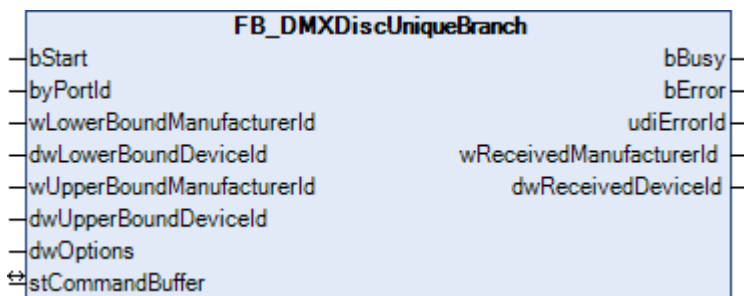 FB_DMXDiscUniqueBranch
bStart bBusy
byPortId bError
wLowerBoundManufacturerId udiErrorId
dwLowerBoundDeviceId wReceivedManufacturerId
wUpperBoundManufacturerId dwReceivedDeviceId
dwUpperBoundDeviceId
dwOptions
stCommandBuffer